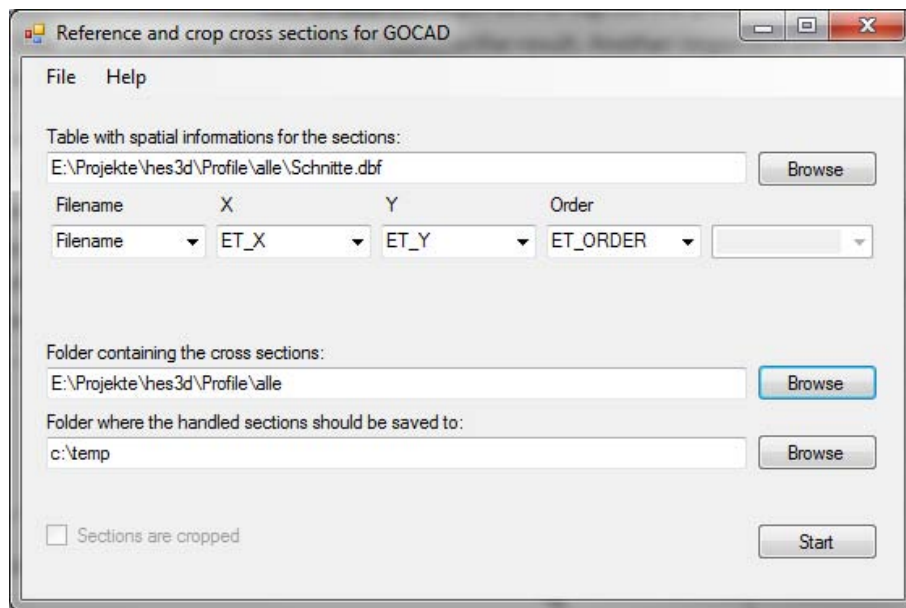 Reference and crop cross sections for GOCAD
File Help
Table with spatial informations for the sections:
E:\Projekte\hes3d\Profile\alle\Schnitte.dbf Browse
Filename X Y Order
Filename ET_X ET_Y ET_ORDER
Folder containing the cross sections:
E:\Projekte\hes3d\Profile\alle Browse
Folder where the handled sections should be saved to:
c:\temp Browse
Sections are cropped Start